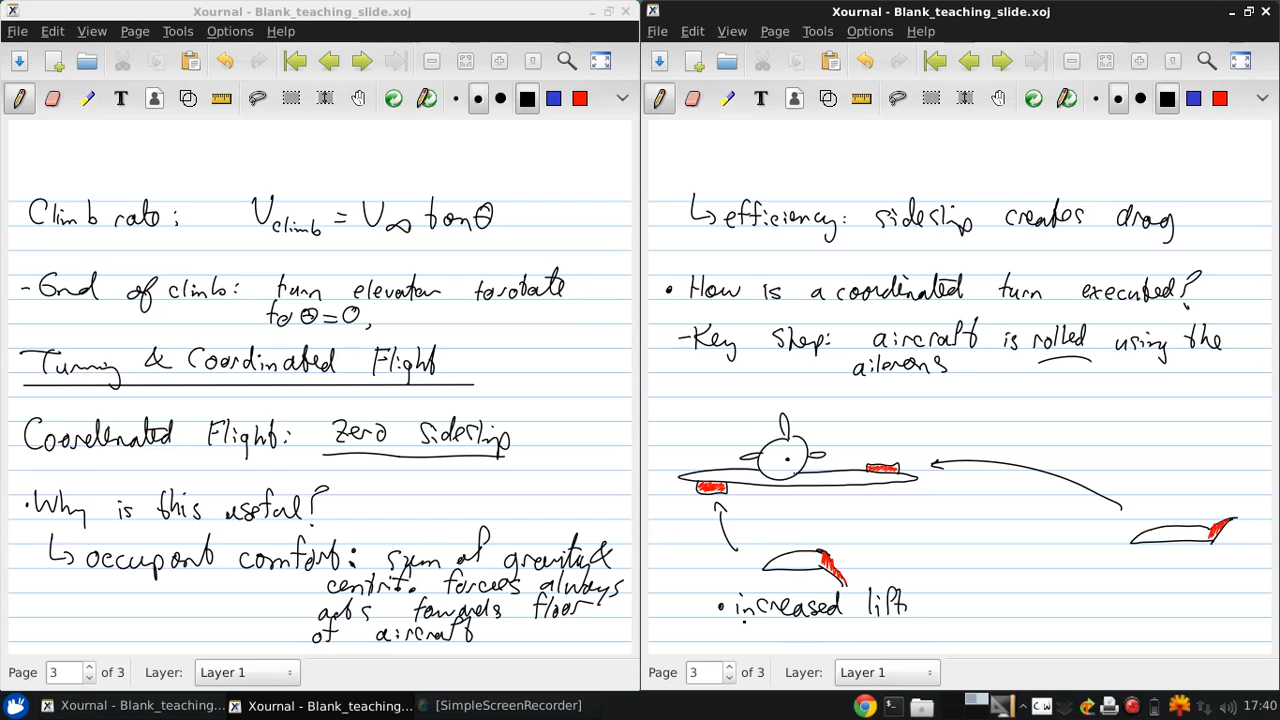 Xournal - Blank_teaching_slide.xoj
File Edit View Page Tools Options Help
Climb rate: Vclimb = V∞ tanθ
- End of climb: turn elevator to rotate
to θ = 0,
Turning & Coordinated Flight
Coordenated Flight: zero sideslip
• Why is this useful?
↳ occupant comfort: sum of gravity &
centrif. forces always
acts towards floor
of aircraft
Page 3 of 3 Layer: Layer 1
Xournal - Blank_teaching_slide.xoj
File Edit View Page Tools Options Help
↳ efficiency: sideslip creates drag
• How is a coordinated turn executed?
- Key step: aircraft is rolled using the
ailerons
• increased lift
Page 3 of 3 Layer: Layer 1
Xournal - Blank_teaching... Xournal - Blank_teaching... [SimpleScreenRecorder] 17:40